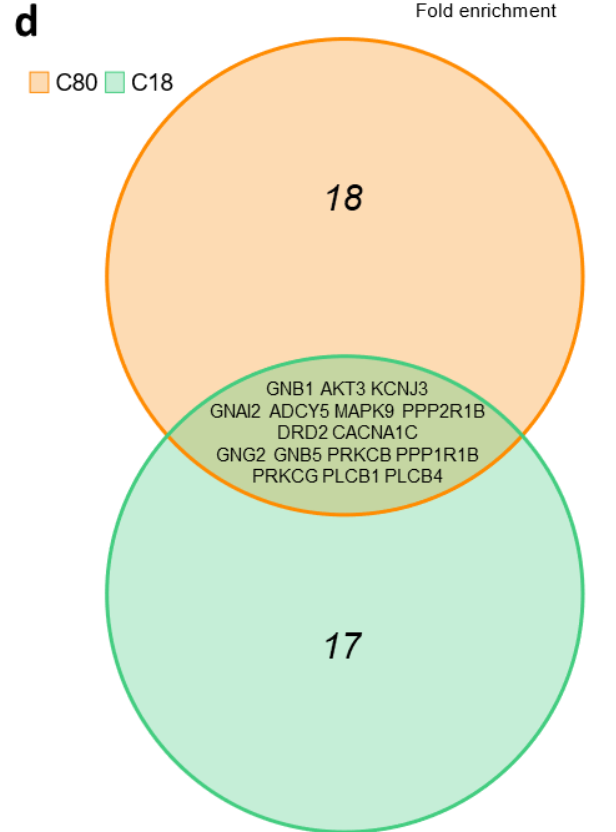 Fold enrichment
d
C80 C18
18
GNB1 AKT3 KCNJ3
GNAI2 ADCY5 MAPK9 PPP2R1B
DRD2 CACNA1C
GNG2 GNB5 PRKCB PPP1R1B
PRKCG PLCB1 PLCB4
17